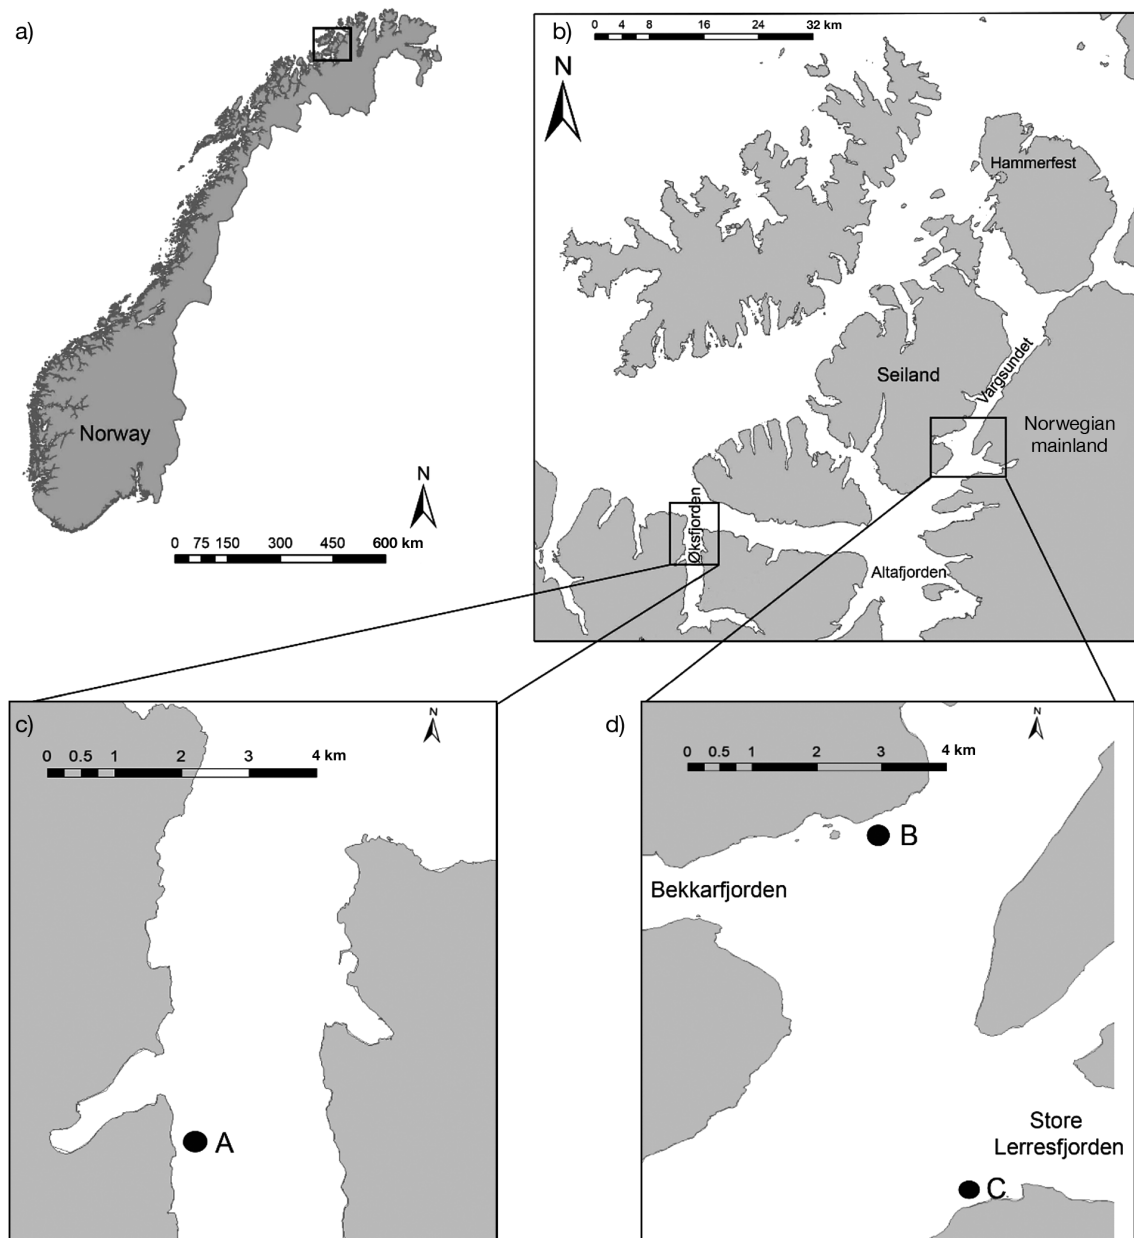 a)
Norway
N
0 75 150 300 450 600 km
b)
0 4 8 16 24 32 km
N
Hammerfest
Vargsundet
Seiland
Norwegian
mainland
Øksfjorden
Altafjorden
c)
N
0 0.5 1 2 3 4 km
A
d)
N
0 0.5 1 2 3 4 km
B
Bekkarfjorden
Store
Lerresfjorden
C